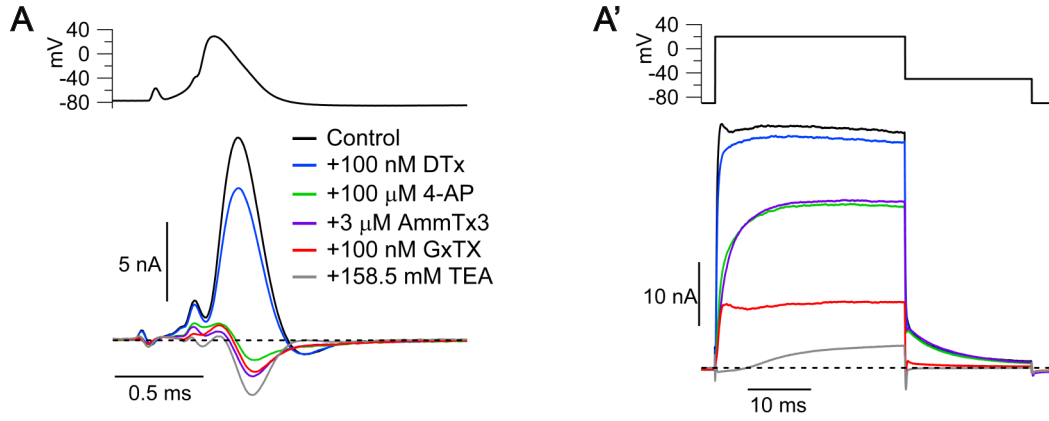 A
40
0
-40
-80
mV
Control
+100 nM DTx
+100 μM 4-AP
+3 μM AmmTx3
+100 nM GxTX
+158.5 mM TEA
5 nA
0.5 ms
A’
40
0
-40
-80
mV
10 nA
10 ms